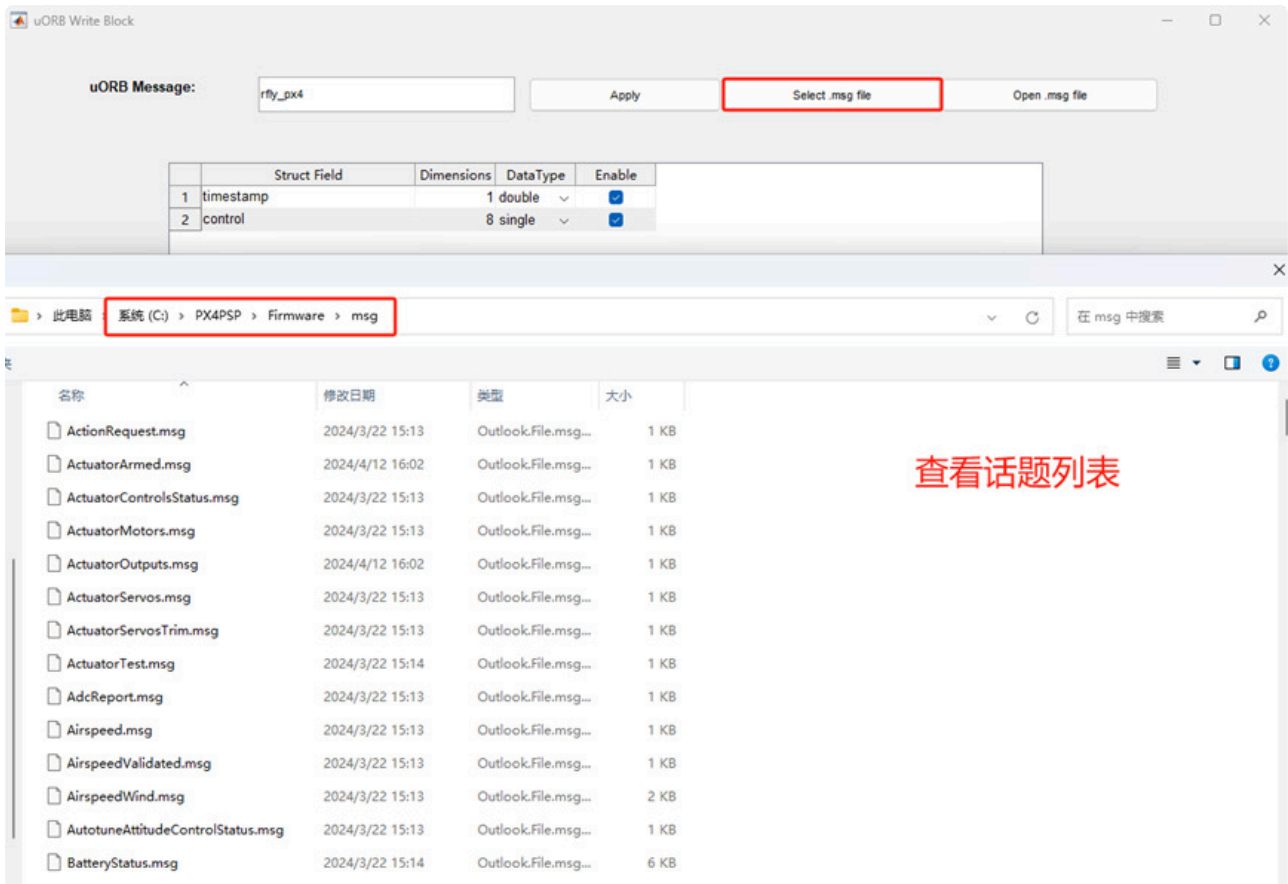 uORB Write Block
uORB Message:
rfly_px4
Apply
Select .msg file
Open .msg file
Struct Field Dimensions DataType Enable
1 timestamp 1 double
2 control 8 single
此电脑 系统 (C:) PX4PSP Firmware msg
在 msg 中搜索
名称 修改日期 类型 大小
ActionRequest.msg 2024/3/22 15:13 Outlook.File.msg... 1 KB
ActuatorArmed.msg 2024/4/12 16:02 Outlook.File.msg... 1 KB
查看话题列表
ActuatorControlsStatus.msg 2024/3/22 15:13 Outlook.File.msg... 1 KB
ActuatorMotors.msg 2024/3/22 15:13 Outlook.File.msg... 1 KB
ActuatorOutputs.msg 2024/4/12 16:02 Outlook.File.msg... 1 KB
ActuatorServos.msg 2024/3/22 15:13 Outlook.File.msg... 1 KB
ActuatorServosTrim.msg 2024/3/22 15:13 Outlook.File.msg... 1 KB
ActuatorTest.msg 2024/3/22 15:14 Outlook.File.msg... 1 KB
AdcReport.msg 2024/3/22 15:13 Outlook.File.msg... 1 KB
Airspeed.msg 2024/3/22 15:13 Outlook.File.msg... 1 KB
AirspeedValidated.msg 2024/3/22 15:13 Outlook.File.msg... 1 KB
AirspeedWind.msg 2024/3/22 15:13 Outlook.File.msg... 2 KB
AutotuneAttitudeControlStatus.msg 2024/3/22 15:13 Outlook.File.msg... 1 KB
BatteryStatus.msg 2024/3/22 15:14 Outlook.File.msg... 6 KB